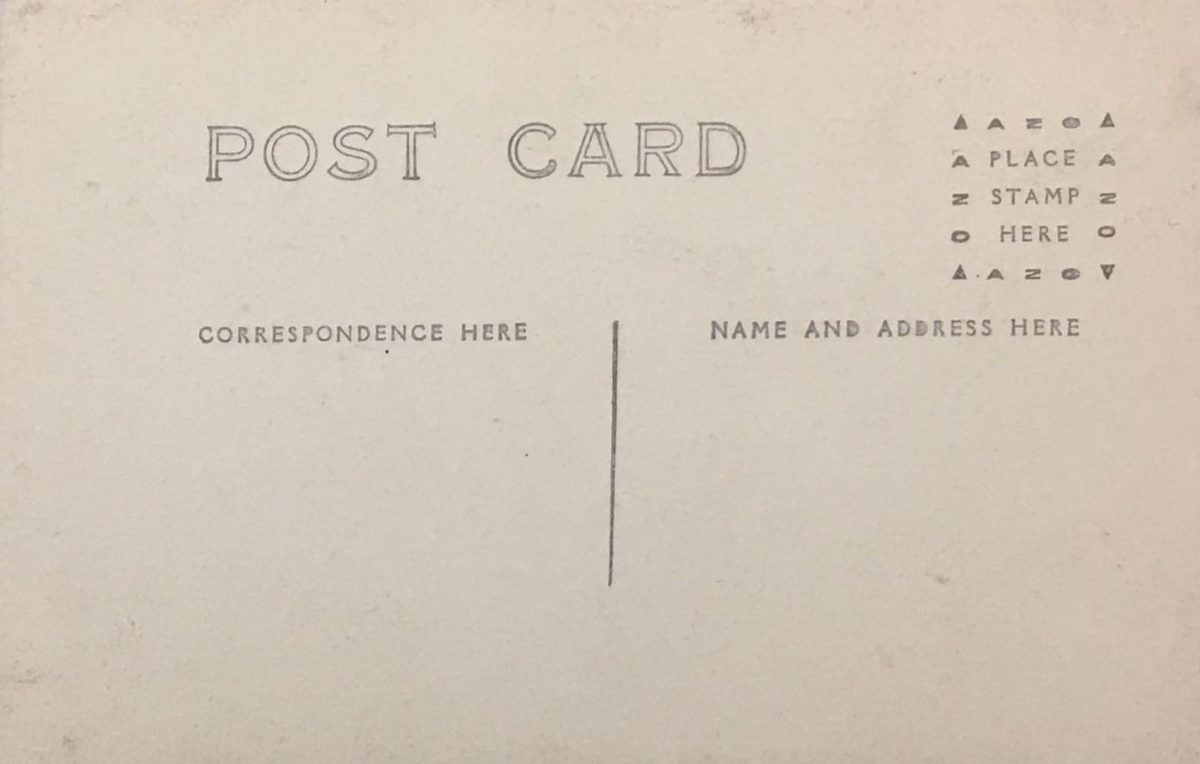 POST CARD
▲ A Z O ▲
A PLACE A
Z STAMP Z
O HERE O
▲ A Z O ▼
CORRESPONDENCE HERE
NAME AND ADDRESS HERE